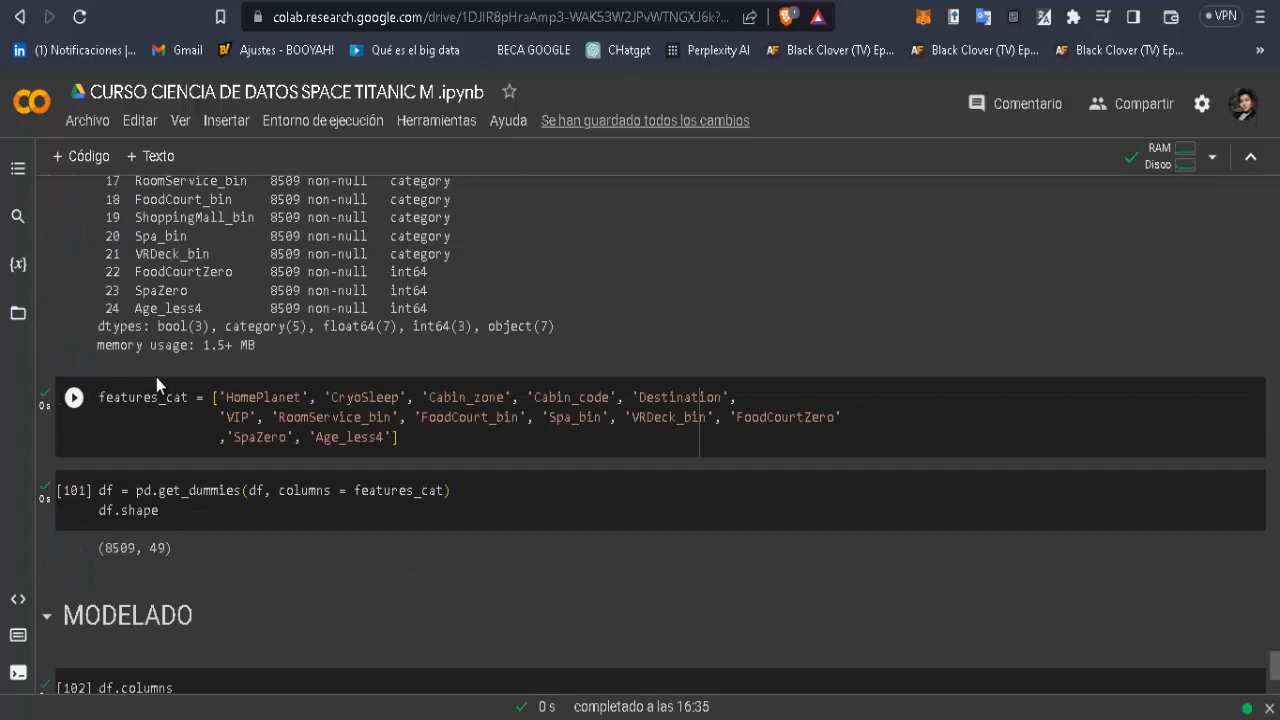 colab.research.google.com/drive/1DJIR8pHraAmp3-WAK53W2JPvWTNGXJ6k?...
VPN
(1) Notificaciones |...
Gmail
Ajustes - BOOYAH!
Qué es el big data
BECA GOOGLE
CHatgpt
Perplexity AI
Black Clover (TV) Ep...
Black Clover (TV) Ep...
Black Clover (TV) Ep...
»
CURSO CIENCIA DE DATOS SPACE TITANIC M .ipynb
Comentario
Compartir
Archivo Editar Ver Insertar Entorno de ejecución Herramientas Ayuda Se han guardado todos los cambios
+ Código + Texto
RAM
Disco
17 RoomService_bin 8509 non-null category
18 FoodCourt_bin 8509 non-null category
19 ShoppingMall_bin 8509 non-null category
20 Spa_bin 8509 non-null category
21 VRDeck_bin 8509 non-null category
22 FoodCourtZero 8509 non-null int64
23 SpaZero 8509 non-null int64
24 Age_less4 8509 non-null int64
dtypes: bool(3), category(5), float64(7), int64(3), object(7)
memory usage: 1.5+ MB
0s
features_cat = ['HomePlanet', 'CryoSleep', 'Cabin_zone', 'Cabin_code', 'Destination',
'VIP', 'RoomService_bin', 'FoodCourt_bin', 'Spa_bin', 'VRDeck_bin', 'FoodCourtZero'
,'SpaZero', 'Age_less4']
0s
[101] df = pd.get_dummies(df, columns = features_cat)
df.shape
(8509, 49)
MODELADO
[102] df.columns
0 s completado a las 16:35